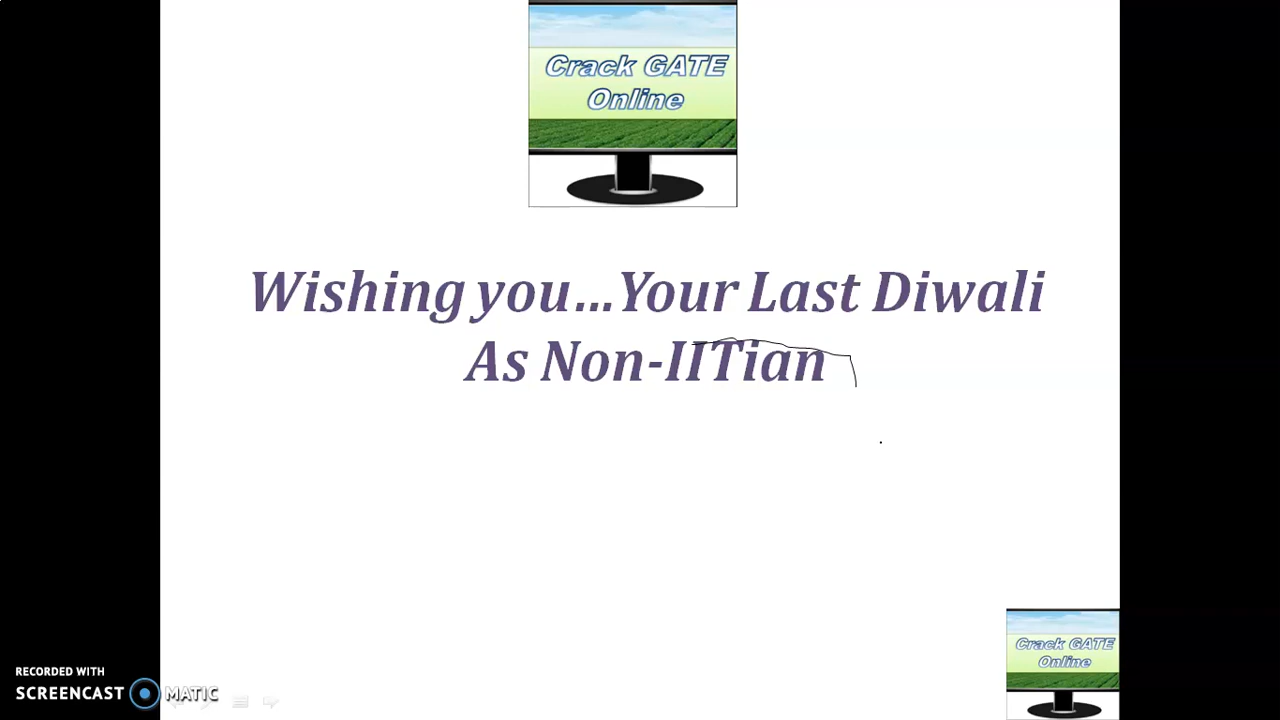 Crack GATE
Online
Wishing you...Your Last Diwali
As Non-IITian
Crack GATE
Online
RECORDED WITH
SCREENCAST MATIC